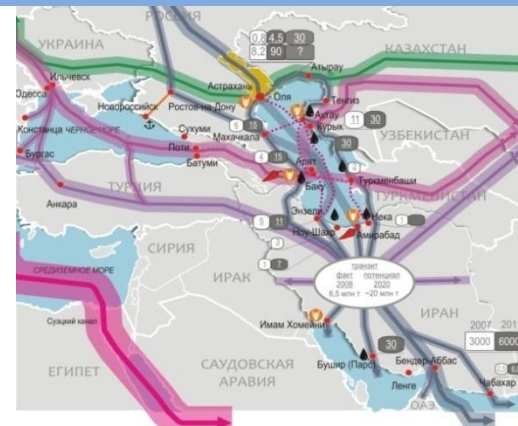 РОССИЯ
УКРАИНА
КАЗАХСТАН
0,8 4,5 30
8,2 90 ?
Атырау
Астрахань
Оля
Ильчевск
Одесса
Новороссийск
Ростов-на-Дону
Тенгиз
Актау
Курык
11 30
УЗБЕКИСТАН
6 15
Махачкала
Констанца
ЧЕРНОЕ МОРЕ
Сухуми
Поти
Батуми
4 15
30
Бургас
Алят
Баку
Туркменбаши
ТУРКМЕНИСТАН
ТУРЦИЯ
Анкара
5 11
Энзели
Ноу-Шахр
Нека
Амирабад
1
3
1 7
СИРИЯ
ИРАК
СРЕДИЗЕМНОЕ МОРЕ
транзит
факт потенциал
2008 2020
6,5 млн т ~20 млн т
ИРАН
Суэцкий канал
Имам Хомейни
2007
3000 6000
ЕГИПЕТ
САУДОВСКАЯ
АРАВИЯ
Бушир (Парс)
30
Бендер-Аббас
Ленге
ОАЭ
Чабахар